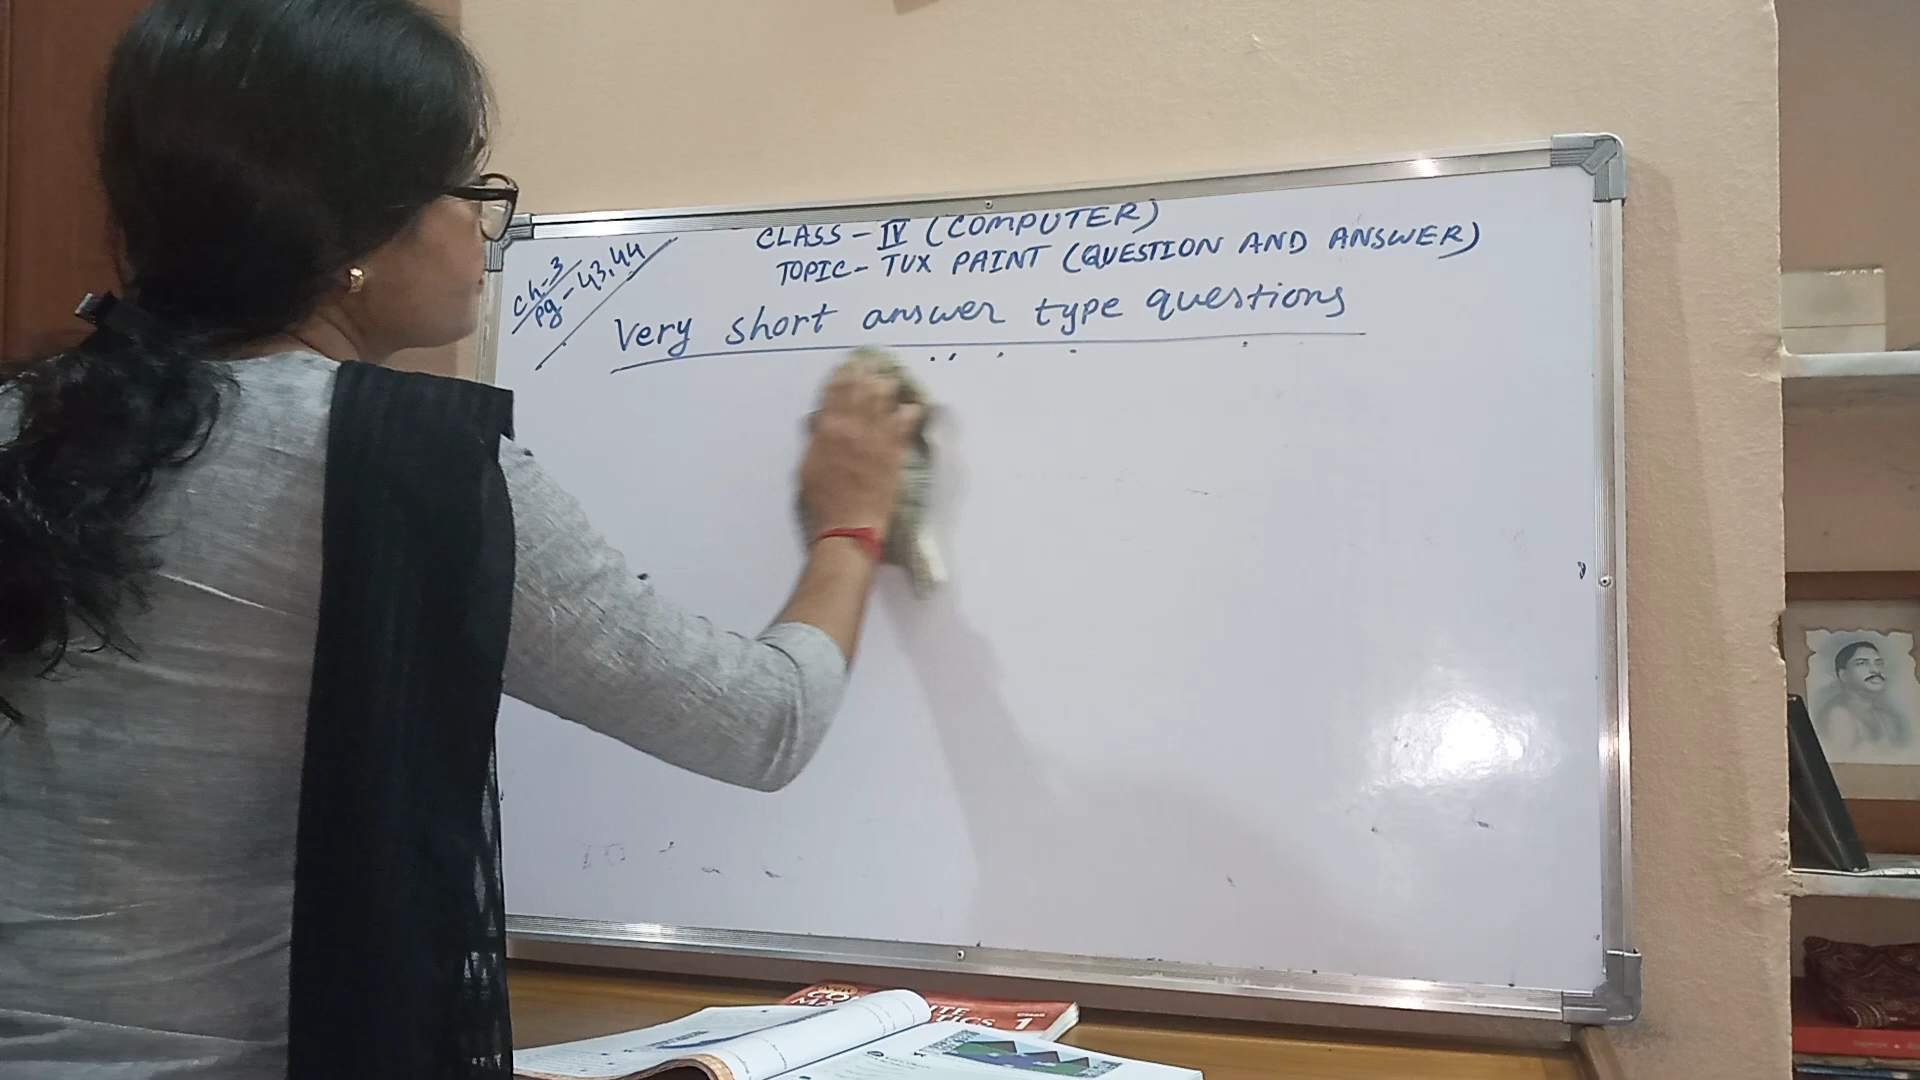 CLASS - IV (COMPUTER)
TOPIC - TUX PAINT (QUESTION AND ANSWER)
Ch-3
pg - 43,44
Very short answer type questions
1